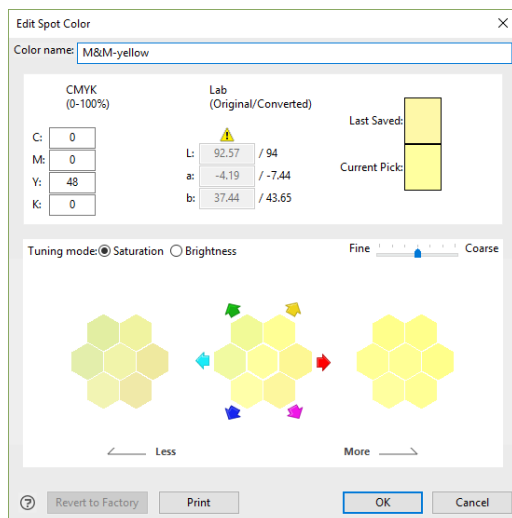 Edit Spot Color
Color name: M&M-yellow
CMYK
(0-100%)
C: 0
M: 0
Y: 48
K: 0
Lab
(Original/Converted)
L: 92.57 / 94
a: -4.19 / -7.44
b: 37.44 / 43.65
Last Saved:
Current Pick:
Tuning mode: Saturation Brightness
Fine Coarse
Less More
? Revert to Factory Print OK Cancel